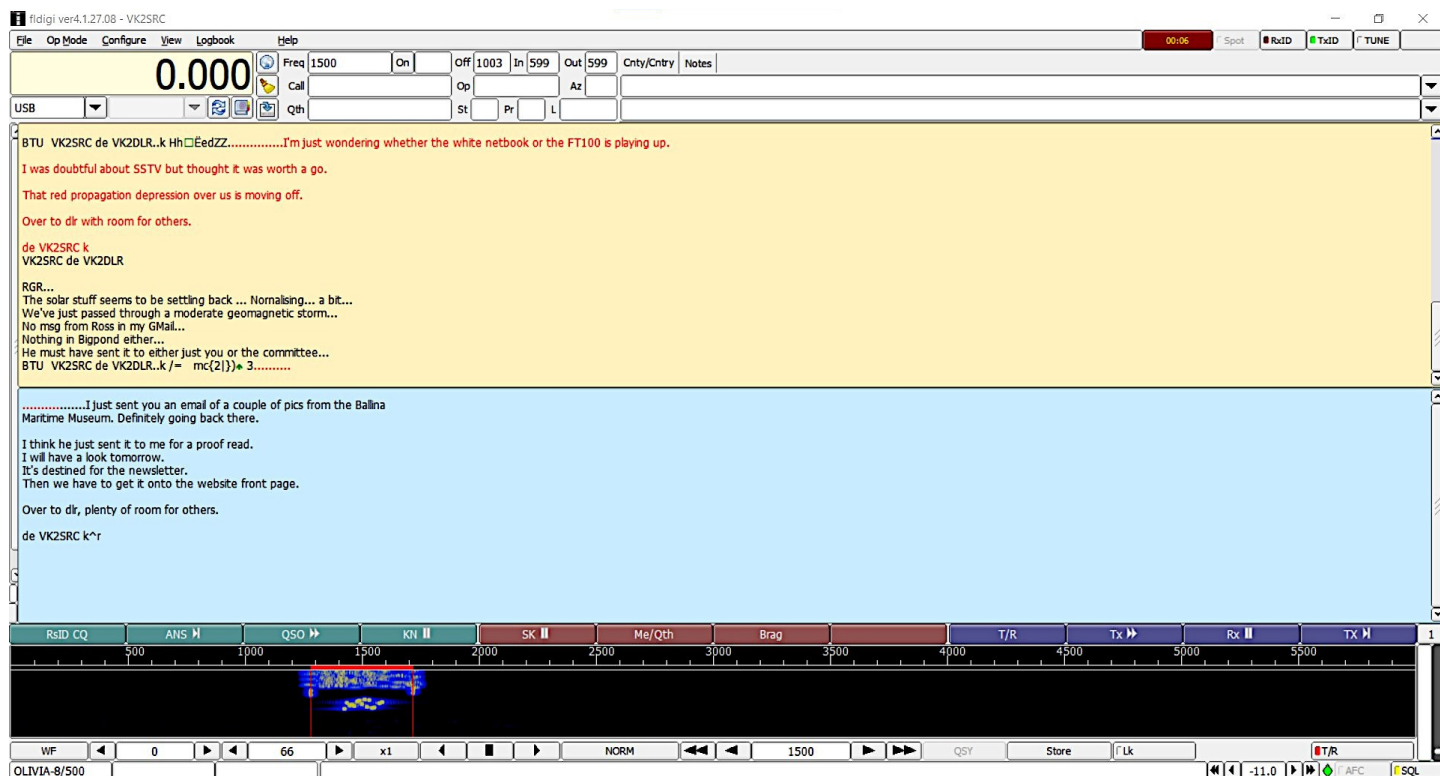 fldigi ver4.1.27.08 - VK2SRC
File Op Mode Configure View Logbook Help
00:06 Spot RxID TxID TUNE
0.000 Freq 1500 On Off 1003 In 599 Out 599 Cnty/Cntry Notes
Call Op Az
USB Qth St Pr L
BTU VK2SRC de VK2DLR..k Hh□ËedZZ...............I'm just wondering whether the white netbook or the FT100 is playing up.
I was doubtful about SSTV but thought it was worth a go.
That red propagation depression over us is moving off.
Over to dlr with room for others.
de VK2SRC k
VK2SRC de VK2DLR
RGR...
The solar stuff seems to be settling back ... Nornalising... a bit...
We've just passed through a moderate geomagnetic storm...
No msg from Ross in my GMail...
Nothing in Bigpond either...
He must have sent it to either just you or the committee...
BTU VK2SRC de VK2DLR..k /= mc{2|})♠ 3..........
.................I just sent you an email of a couple of pics from the Ballina
Maritime Museum. Definitely going back there.
I think he just sent it to me for a proof read.
I will have a look tomorrow.
It's destined for the newsletter.
Then we have to get it onto the website front page.
Over to dlr, plenty of room for others.
de VK2SRC k^r
RsID CQ ANS QSO KN SK Me/Qth Brag T/R Tx Rx TX 1
500 1000 1500 2000 2500 3000 3500 4000 4500 5000 5500
WF 0 66 x1 NORM 1500 QSY Store Lk T/R
OLIVIA-8/500 -11.0 AFC SQL